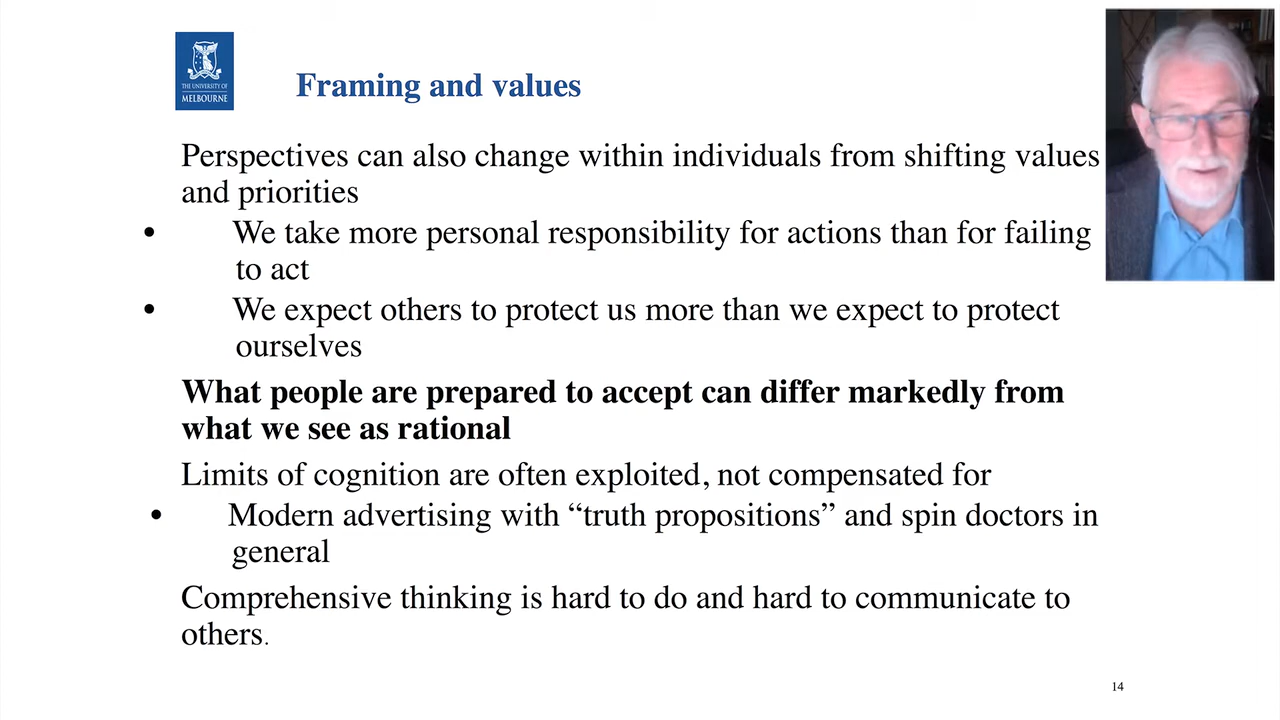 THE UNIVERSITY OF
MELBOURNE
Framing and values
Perspectives can also change within individuals from shifting values
and priorities
• We take more personal responsibility for actions than for failing
to act
• We expect others to protect us more than we expect to protect
ourselves
What people are prepared to accept can differ markedly from
what we see as rational
Limits of cognition are often exploited, not compensated for
• Modern advertising with “truth propositions” and spin doctors in
general
Comprehensive thinking is hard to do and hard to communicate to
others.
14